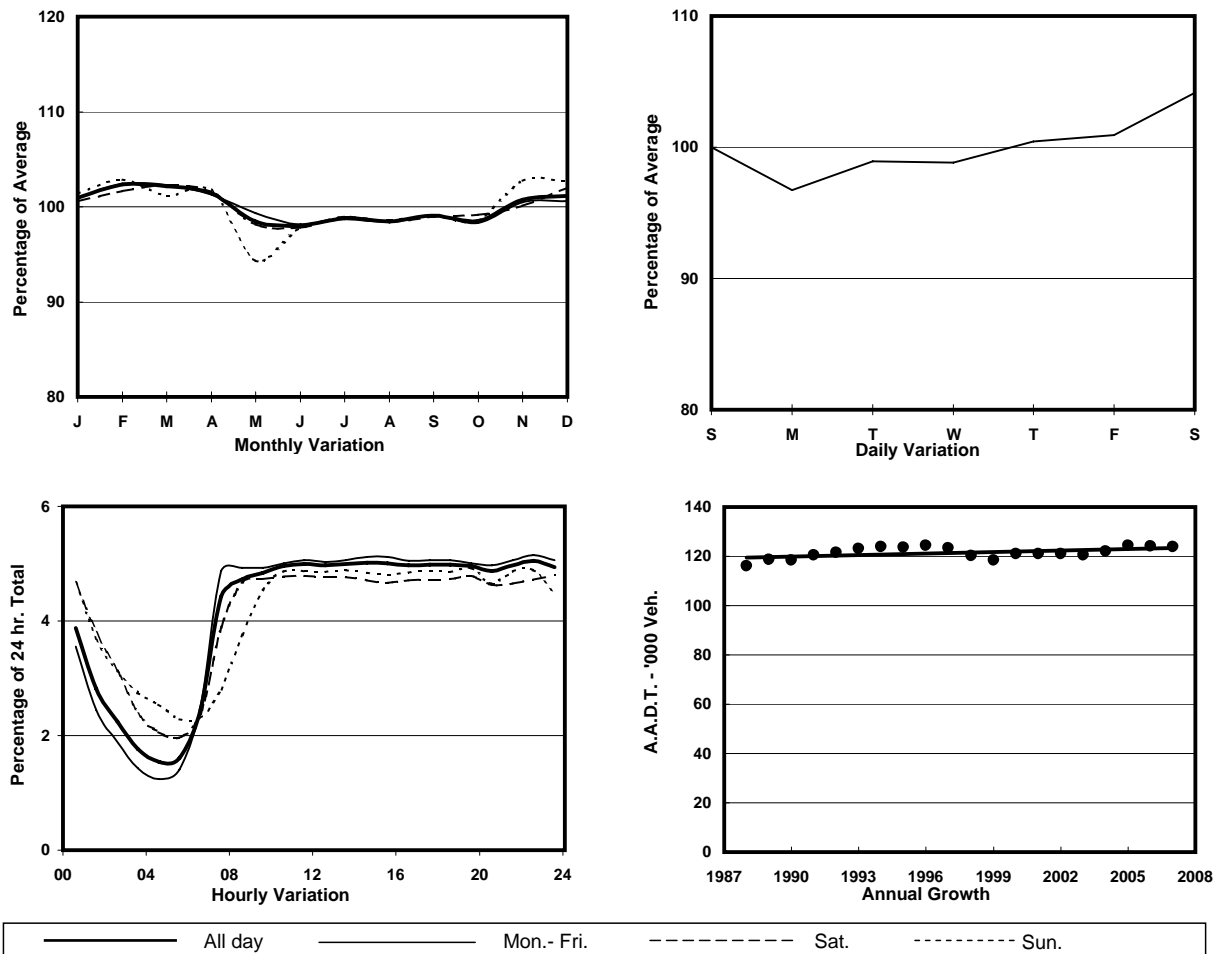 120
110
100
90
80
Percentage of Average
J F M A M J J A S O N D
Monthly Variation
110
100
90
80
Percentage of Average
S M T W T F S
Daily Variation
6
4
2
0
Percentage of 24 hr. Total
00 04 08 12 16 20 24
Hourly Variation
140
120
100
80
60
40
20
0
A.A.D.T. - '000 Veh.
1987 1990 1993 1996 1999 2002 2005 2008
Annual Growth
All day Mon.- Fri. Sat. Sun.